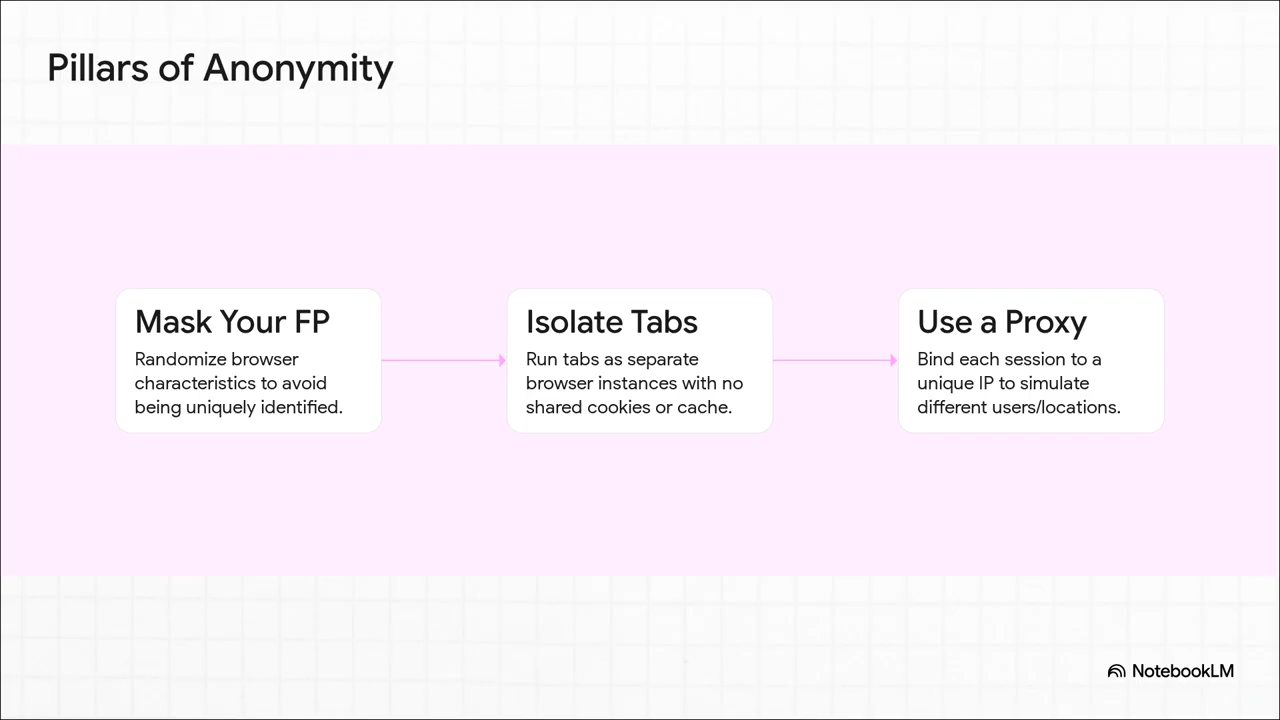 Pillars of Anonymity
Mask Your FP
Randomize browser
characteristics to avoid
being uniquely identified.
Isolate Tabs
Run tabs as separate
browser instances with no
shared cookies or cache.
Use a Proxy
Bind each session to a
unique IP to simulate
different users/locations.
NotebookLM